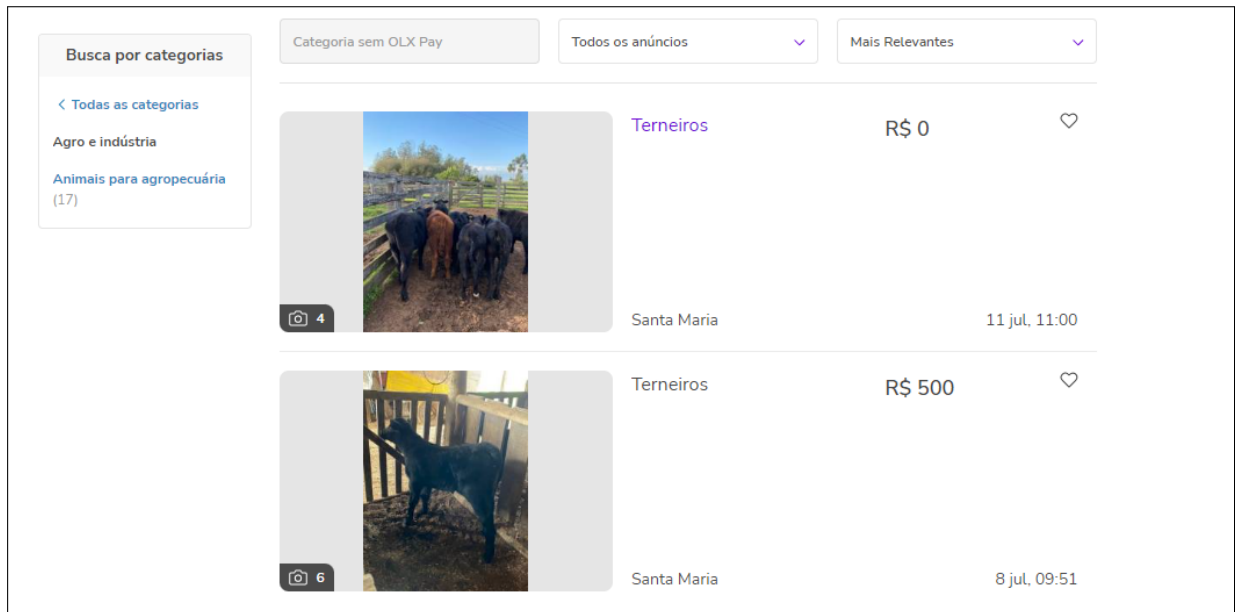 Busca por categorias
Todas as categorias
Agro e indústria
Animais para agropecuária
(17)
Categoria sem OLX Pay
Todos os anúncios
Mais Relevantes
Terneiros
R$ 0
4
Santa Maria
11 jul, 11:00
Terneiros
R$ 500
6
Santa Maria
8 jul, 09:51